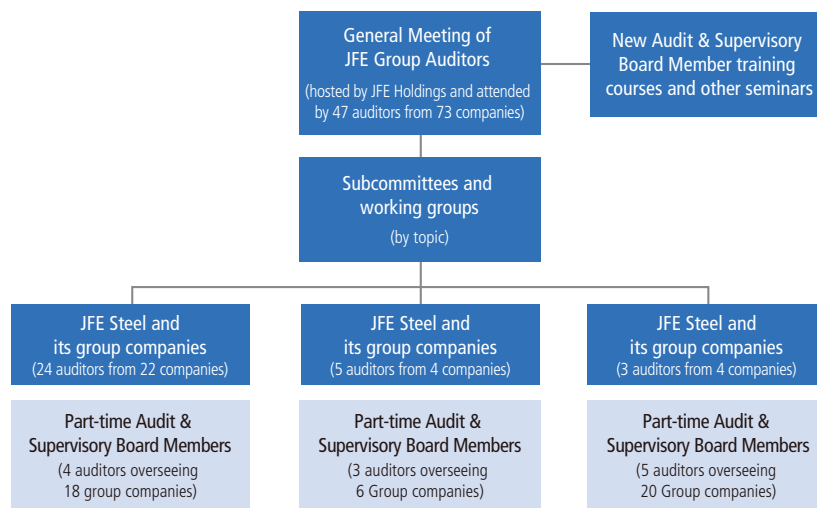 General Meeting of
JFE Group Auditors
(hosted by JFE Holdings and attended
by 47 auditors from 73 companies)
New Audit & Supervisory
Board Member training
courses and other seminars
Subcommittees and
working groups
(by topic)
JFE Steel and
its group companies
(24 auditors from 22 companies)
JFE Steel and
its group companies
(5 auditors from 4 companies)
JFE Steel and
its group companies
(3 auditors from 4 companies)
Part-time Audit &
Supervisory Board Members
(4 auditors overseeing
18 group companies)
Part-time Audit &
Supervisory Board Members
(3 auditors overseeing
6 Group companies)
Part-time Audit &
Supervisory Board Members
(5 auditors overseeing
20 Group companies)